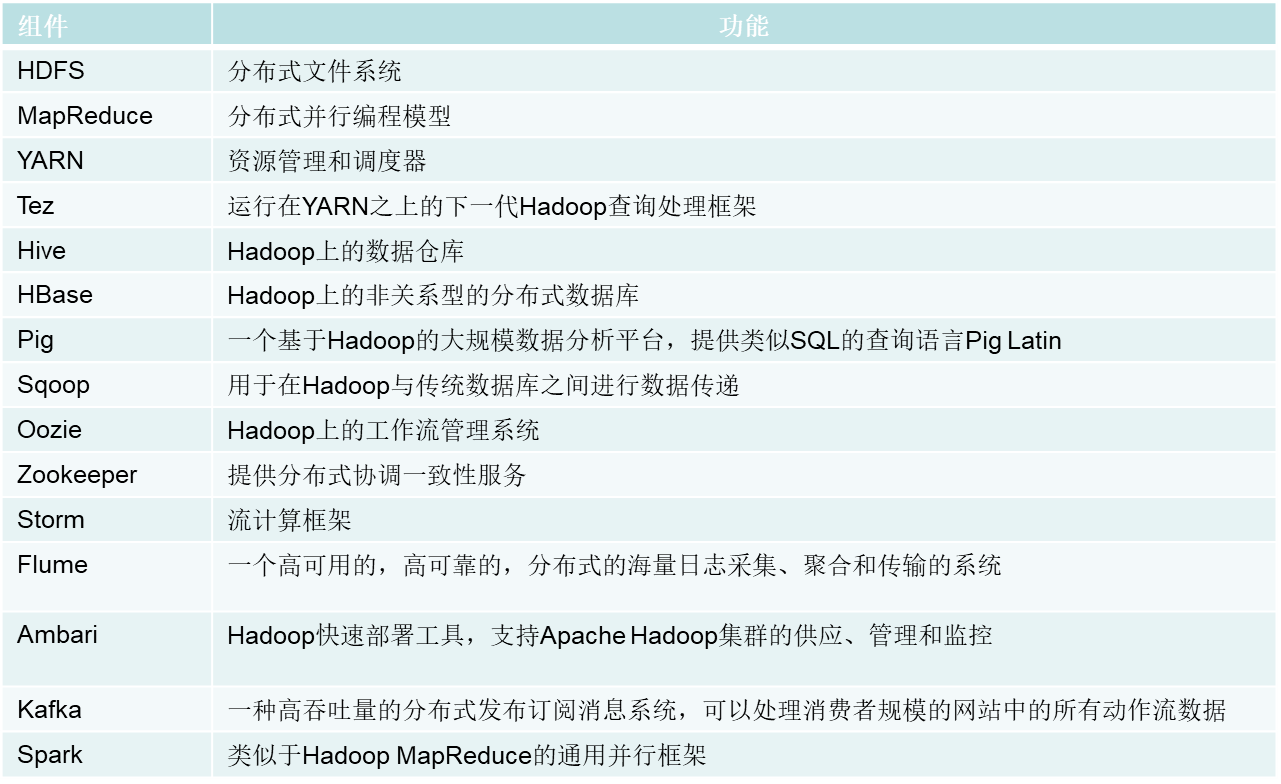 组件 功能
HDFS 分布式文件系统
MapReduce 分布式并行编程模型
YARN 资源管理和调度器
Tez 运行在YARN之上的下一代Hadoop查询处理框架
Hive Hadoop上的数据仓库
HBase Hadoop上的非关系型的分布式数据库
Pig 一个基于Hadoop的大规模数据分析平台，提供类似SQL的查询语言Pig Latin
Sqoop 用于在Hadoop与传统数据库之间进行数据传递
Oozie Hadoop上的工作流管理系统
Zookeeper 提供分布式协调一致性服务
Storm 流计算框架
Flume 一个高可用的，高可靠的，分布式的海量日志采集、聚合和传输的系统
Ambari Hadoop快速部署工具，支持Apache Hadoop集群的供应、管理和监控
Kafka 一种高吞吐量的分布式发布订阅消息系统，可以处理消费者规模的网站中的所有动作流数据
Spark 类似于Hadoop MapReduce的通用并行框架